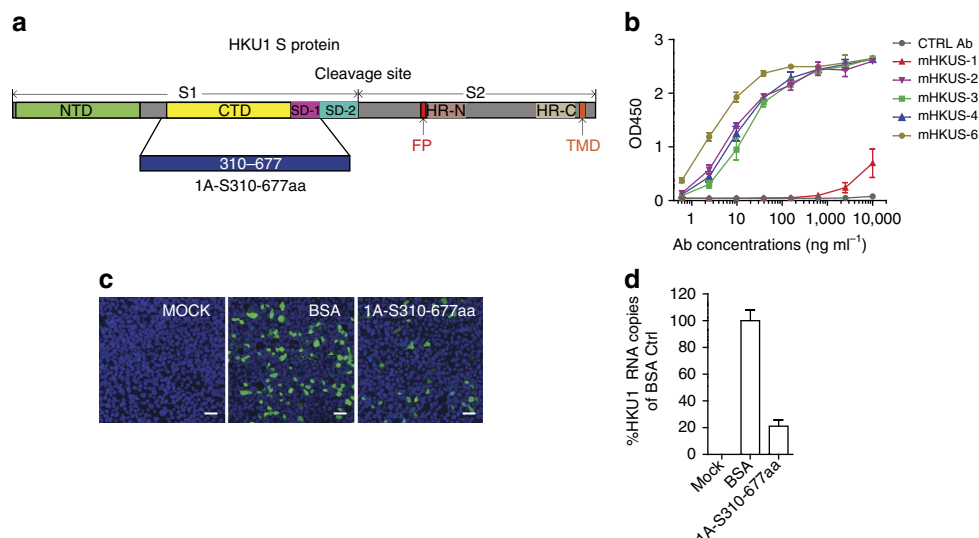 a
HKU1 S protein
Cleavage site
S1
S2
NTD
CTD
SD-1
SD-2
HR-N
HR-C
FP
TMD
310–677
1A-S310-677aa
b
3
2
1
0
OD450
1
10
100
1,000
10,000
Ab concentrations (ng ml⁻¹)
CTRL Ab
mHKUS-1
mHKUS-2
mHKUS-3
mHKUS-4
mHKUS-6
c
MOCK
BSA
1A-S310-677aa
d
120
100
80
60
40
20
0
%HKU1 RNA copies
of BSA Ctrl
Mock
BSA
1A-S310-677aa